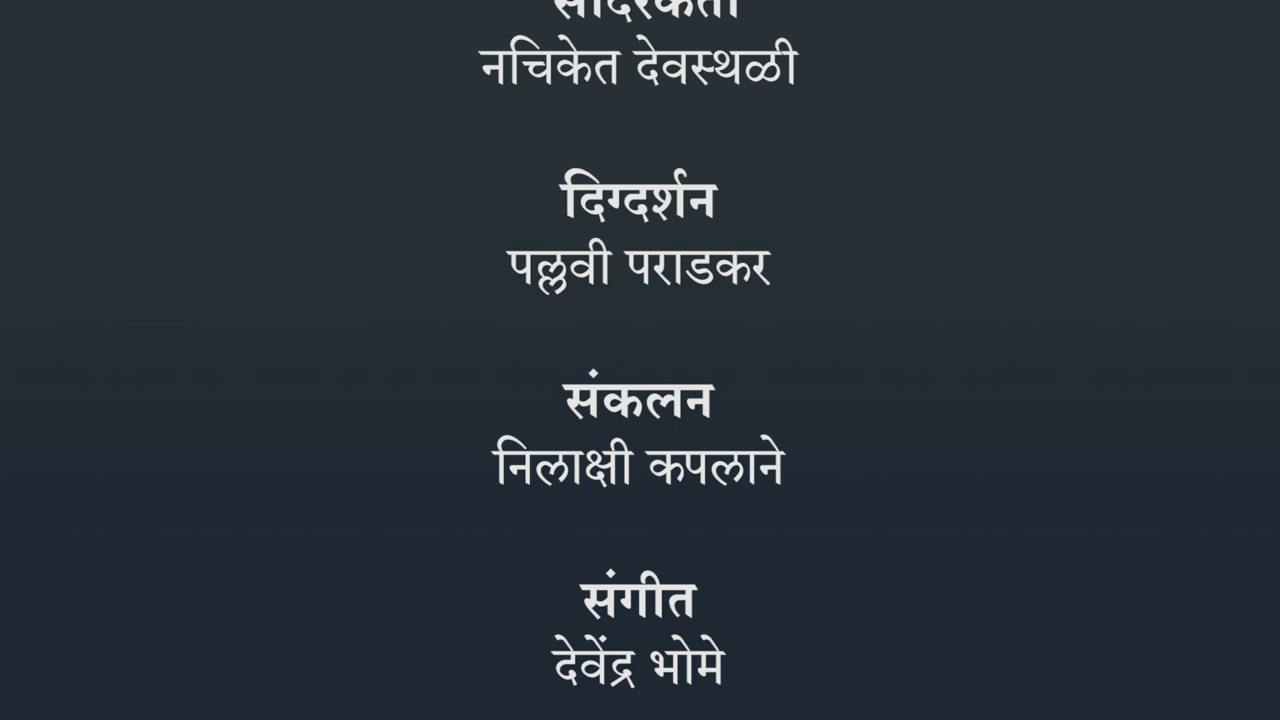 नचिकेत देवस्थळी
दिग्दर्शन
पल्लवी पराडकर
संकलन
निलाक्षी कपलाने
संगीत
देवेंद्र भोमे